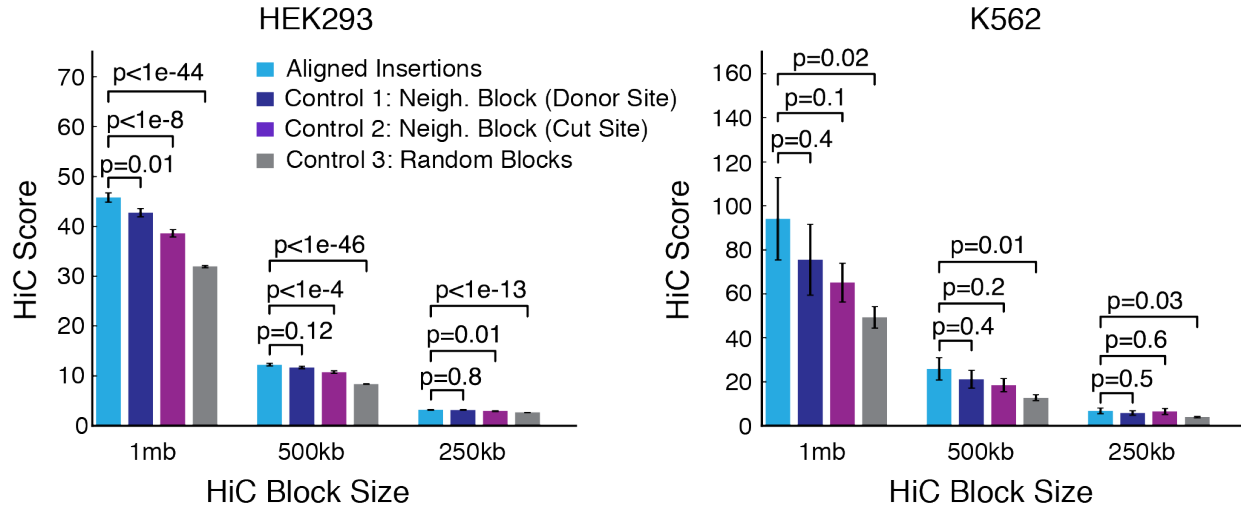 HEK293
HiC Score
70
60
50
40
30
20
10
0
p<1e-44
p<1e-8
p=0.01
p<1e-46
p<1e-4
p=0.12
p<1e-13
p=0.01
p=0.8
Aligned Insertions
Control 1: Neigh. Block (Donor Site)
Control 2: Neigh. Block (Cut Site)
Control 3: Random Blocks
1mb
500kb
250kb
HiC Block Size
K562
HiC Score
160
140
120
100
80
60
40
20
0
p=0.02
p=0.1
p=0.4
p=0.01
p=0.2
p=0.4
p=0.03
p=0.6
p=0.5
1mb
500kb
250kb
HiC Block Size